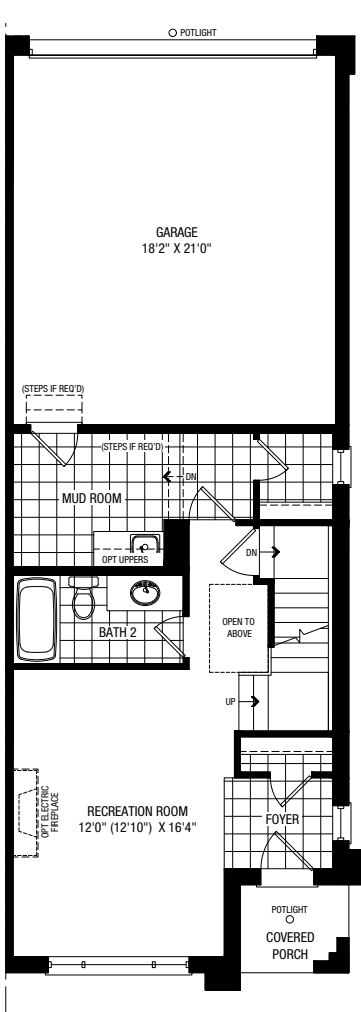 POTLIGHT
GARAGE
18'2" X 21'0"
(STEPS IF REQ'D)
(STEPS IF REQ'D)
DN
MUD ROOM
OPT UPPERS
DN
BATH 2
OPEN TO
ABOVE
UP
OPT ELECTRIC
FIREPLACE
RECREATION ROOM
12'0" (12'10") X 16'4"
FOYER
POTLIGHT
COVERED
PORCH